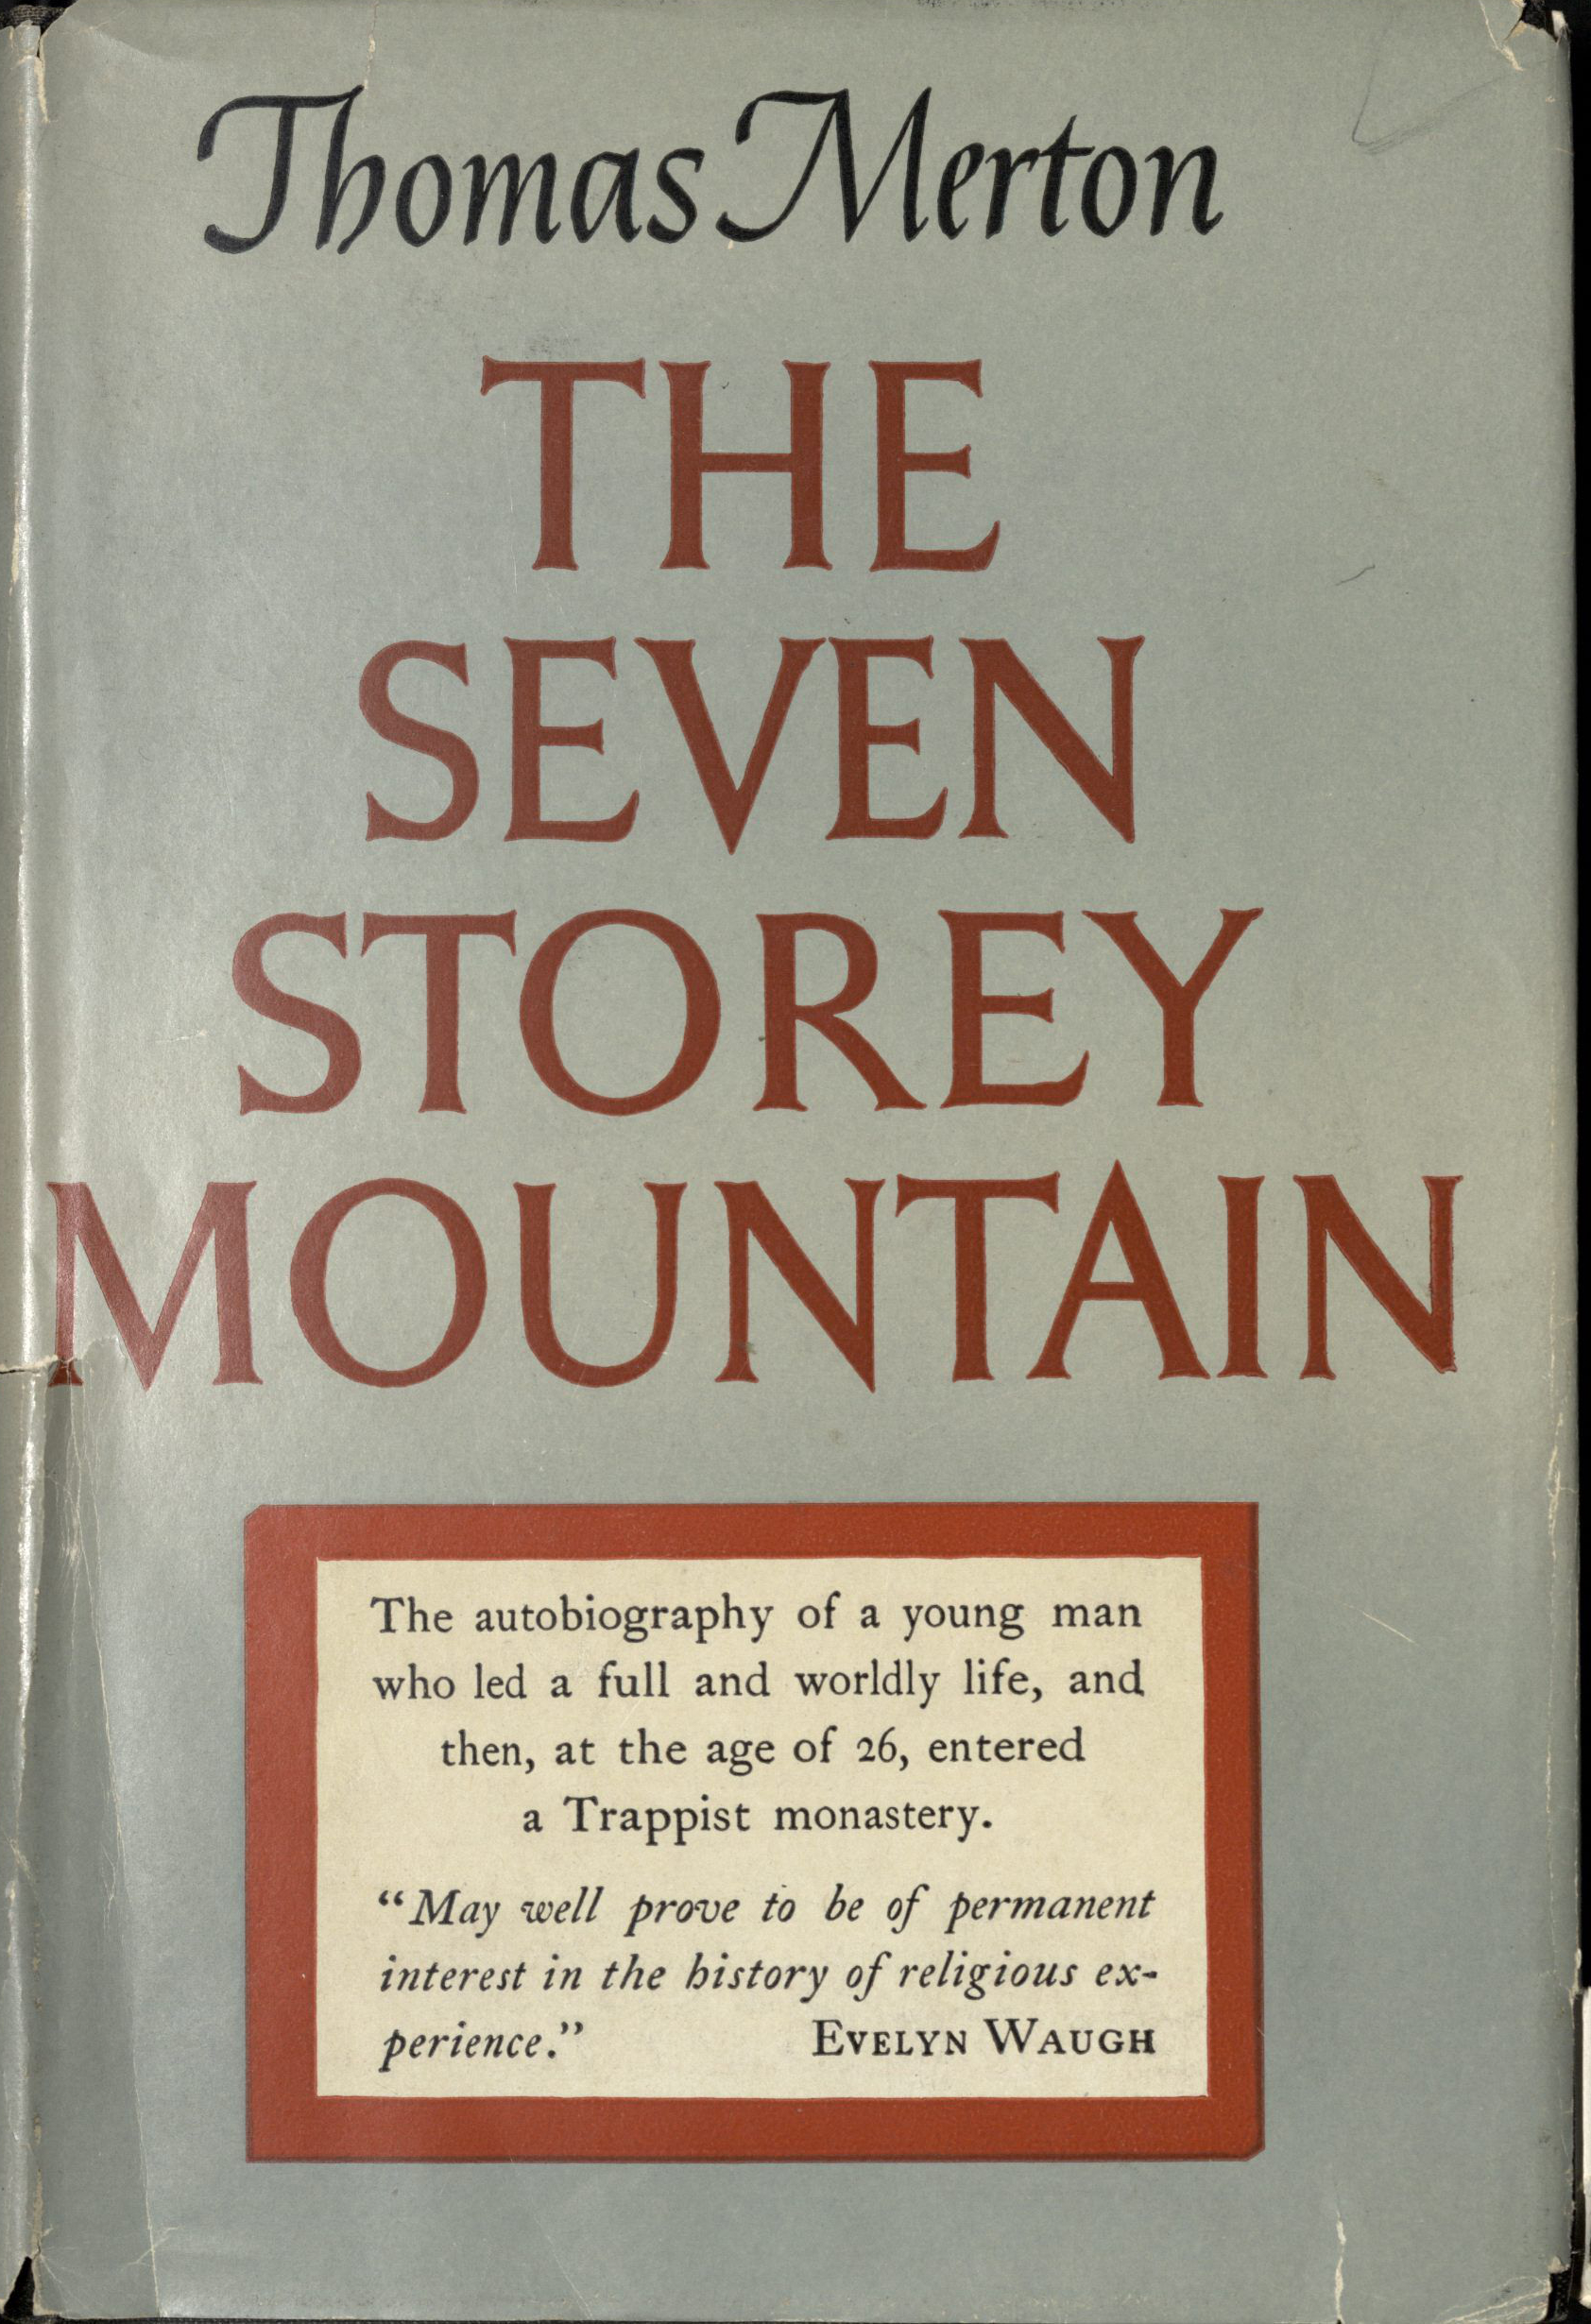 Thomas Merton
THE
SEVEN
STOREY
MOUNTAIN
The autobiography of a young man
who led a full and worldly life, and
then, at the age of 26, entered
a Trappist monastery.
“May well prove to be of permanent
interest in the history of religious ex-
perience.” EVELYN WAUGH